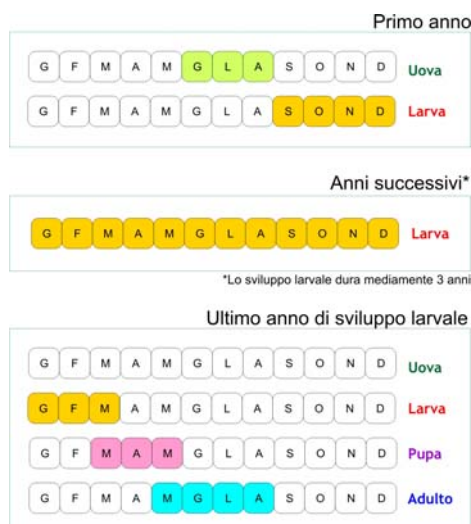 Primo anno
G F M A M G L A S O N D Uova
G F M A M G L A S O N D Larva
Anni successivi*
G F M A M G L A S O N D Larva
*Lo sviluppo larvale dura mediamente 3 anni
Ultimo anno di sviluppo larvale
G F M A M G L A S O N D Uova
G F M A M G L A S O N D Larva
G F M A M G L A S O N D Pupa
G F M A M G L A S O N D Adulto